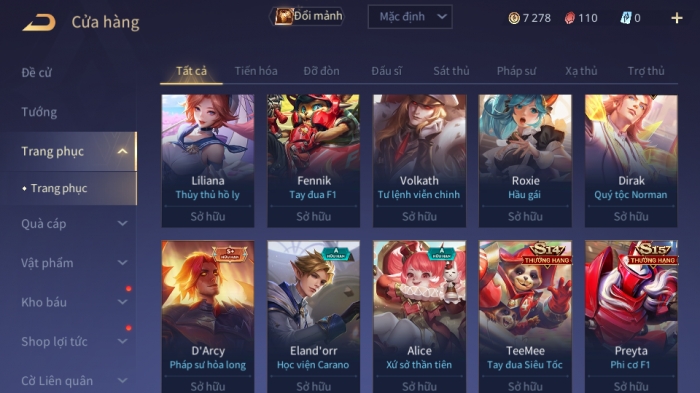 Cửa hàng
Đổi mảnh
Mặc định
7 278
110
0
Đề cử
Tướng
Trang phục
Trang phục
Quà cáp
Vật phẩm
Kho báu
Shop lợi tức
Cờ Liên quân
Tất cả
Tiến hóa
Đỡ đòn
Đấu sĩ
Sát thủ
Pháp sư
Xạ thủ
Trợ thủ
Liliana
Thủy thủ hồ ly
Sở hữu
Fennik
Tay đua F1
Sở hữu
Volkath
Tư lệnh viễn chinh
Sở hữu
Roxie
Hầu gái
Sở hữu
Dirak
Quý tộc Norman
Sở hữu
S+
HỮU HẠN
D'Arcy
Pháp sư hỏa long
Sở hữu
A
HỮU HẠN
Eland'orr
Học viện Carano
Sở hữu
A
HỮU HẠN
Alice
Xứ sở thần tiên
Sở hữu
S14
THƯỞNG HẠNG
TeeMee
Tay đua Siêu Tốc
Sở hữu
THƯỞNG HẠNG
Preyta
Phi cơ F1
Sở hữu